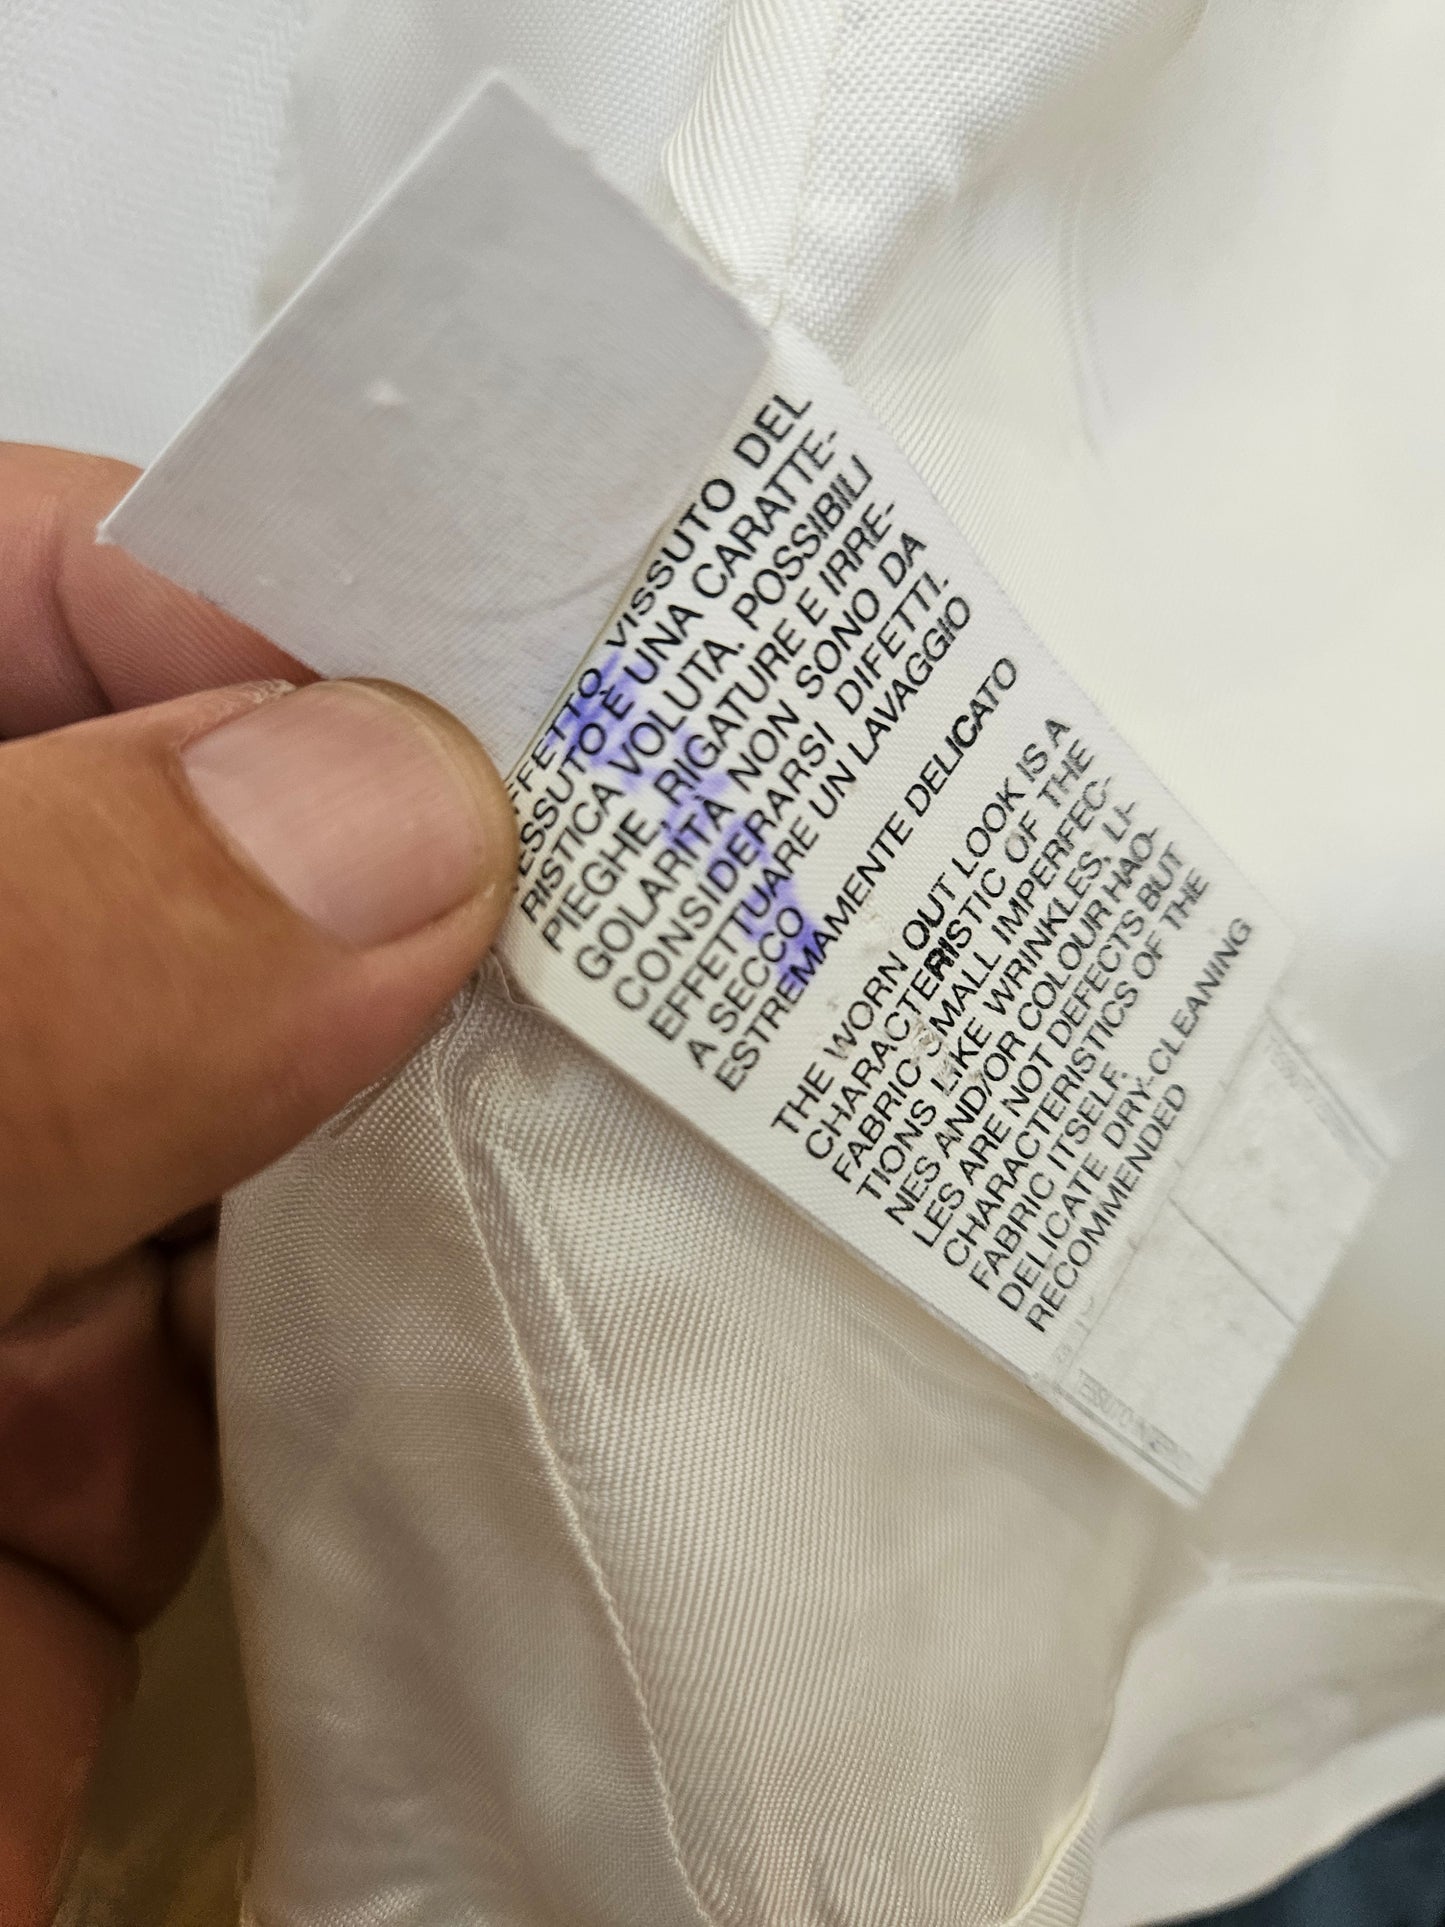 VISSUTO DEL
TESSUTO È UNA CARATTE-
RISTICA VOLUTA. POSSIBILI
PIEGHE, RIGATURE E IRRE-
GOLARITÀ NON SONO DA
CONSIDERARSI DIFETTI.
EFFETTUARE UN LAVAGGIO
A SECCO
ESTREMAMENTE DELICATO
THE WORN OUT LOOK IS A
CHARACTERISTIC OF THE
FABRIC SMALL IMPERFEC-
TIONS LIKE WRINKLES, LI-
NES AND/OR COLOUR HAO-
LES ARE NOT DEFECTS BUT
CHARACTERISTICS OF THE
FABRIC ITSELF.
DELICATE DRY-CLEANING
RECOMMENDED